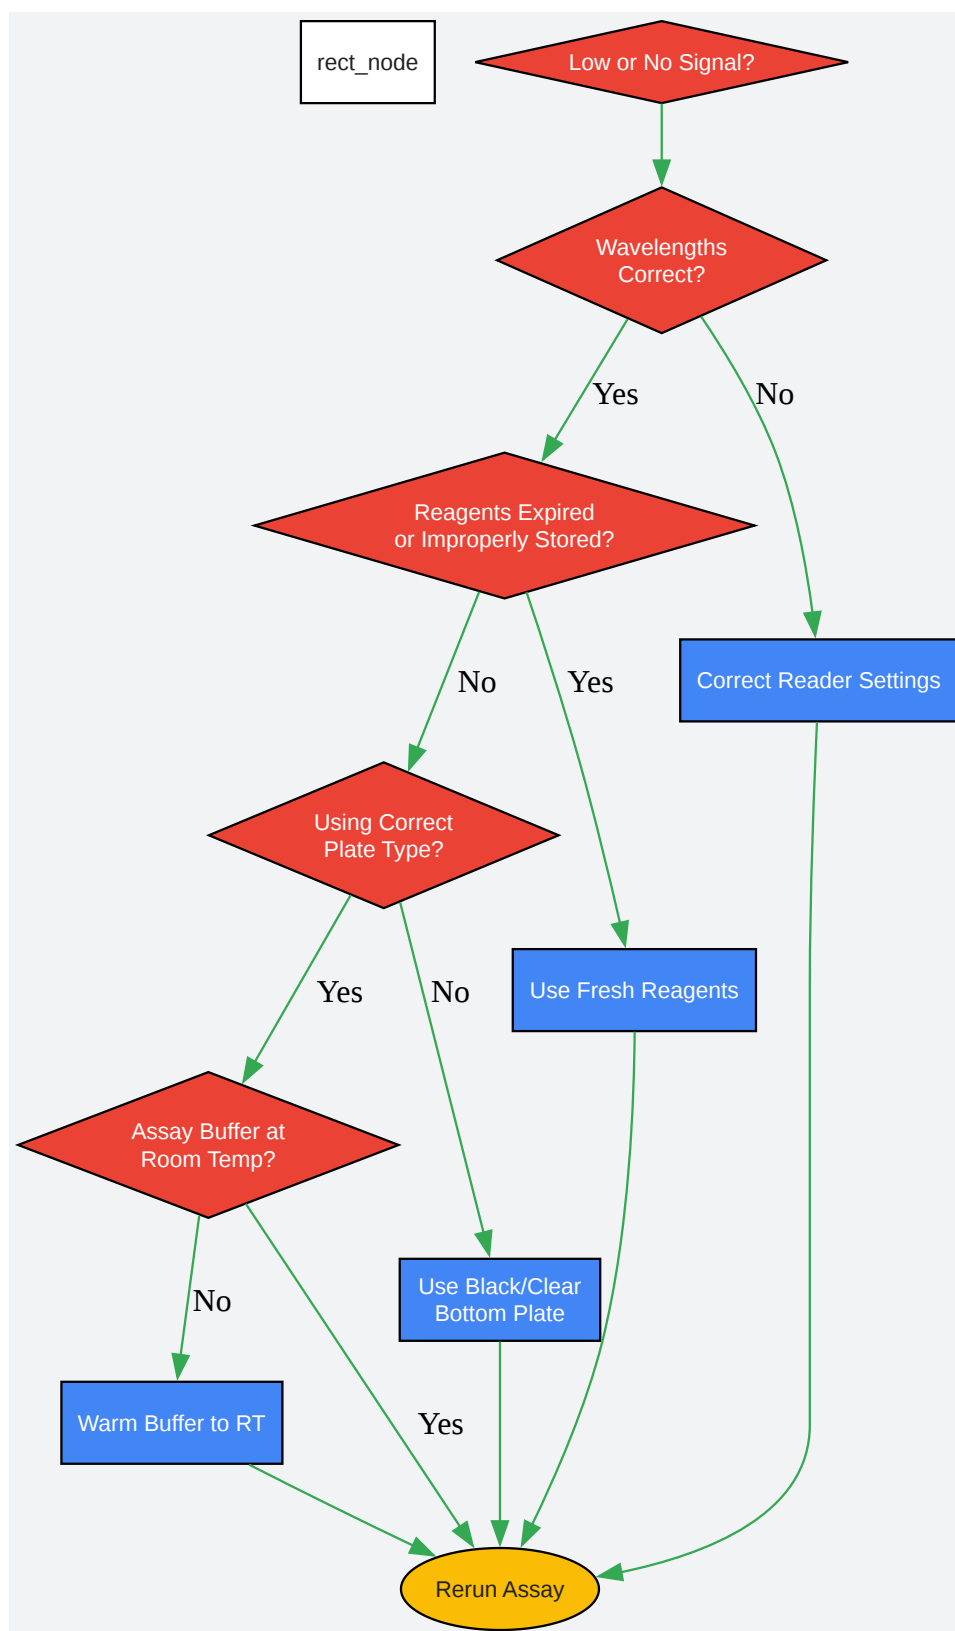 rect_node
Low or No Signal?
Wavelengths
Correct?
Yes
No
Reagents Expired
or Improperly Stored?
No
Yes
Correct Reader Settings
Using Correct
Plate Type?
Yes
No
Use Fresh Reagents
Assay Buffer at
Room Temp?
No
Use Black/Clear
Bottom Plate
Warm Buffer to RT
Yes
Rerun Assay